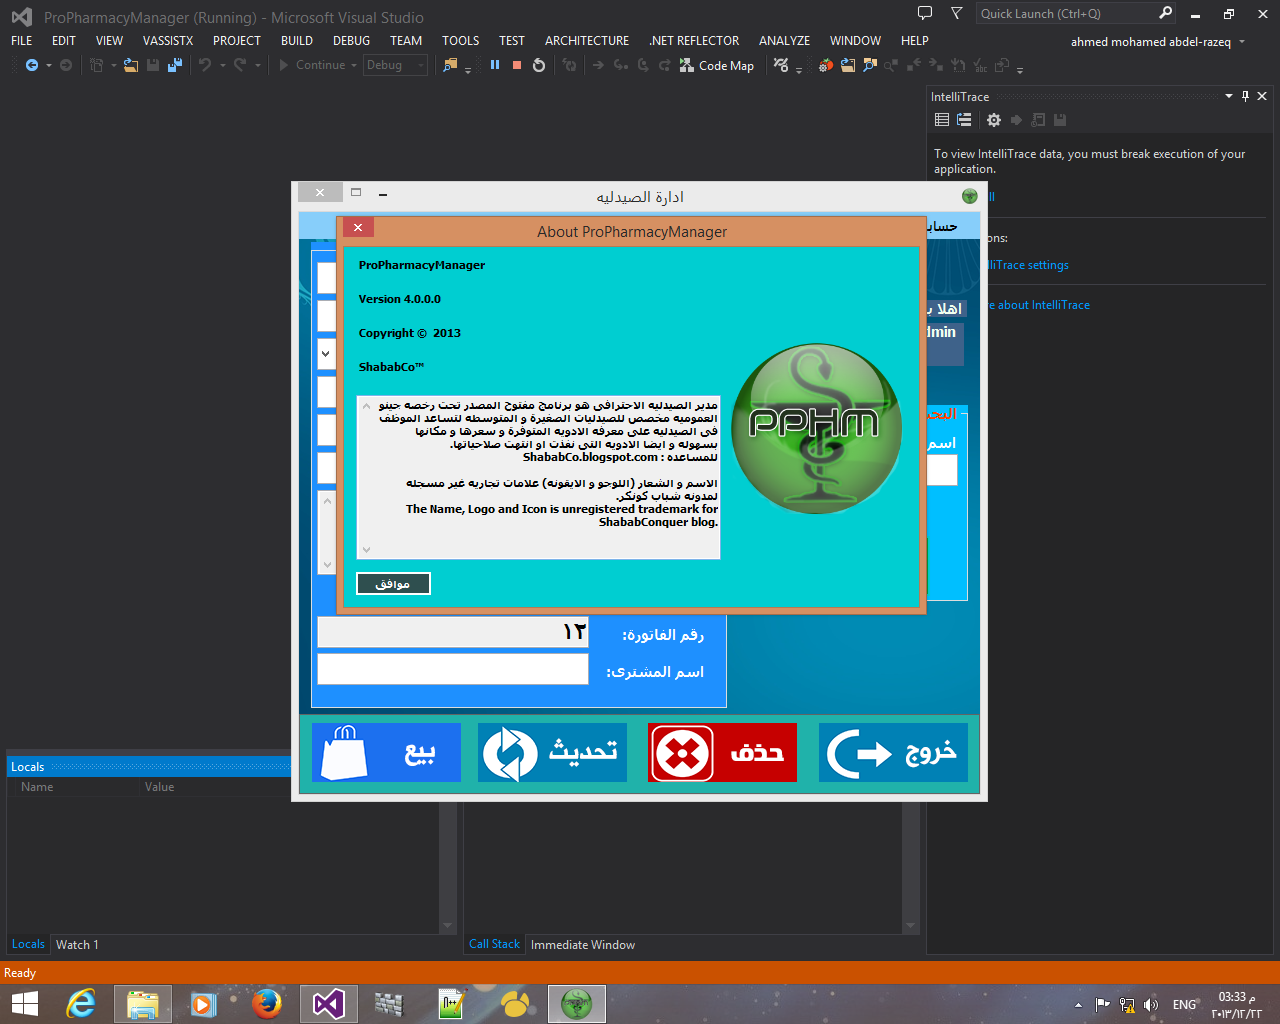 ProPharmacyManager (Running) - Microsoft Visual Studio
Quick Launch (Ctrl+Q)
FILE EDIT VIEW VASSISTX PROJECT BUILD DEBUG TEAM TOOLS TEST ARCHITECTURE .NET REFLECTOR ANALYZE WINDOW HELP
ahmed mohamed abdel-razeq
Continue Debug Code Map
IntelliTrace
To view IntelliTrace data, you must break execution of your
application.
ons:
lliTrace settings
e about IntelliTrace
ادارة الصيدليه
حساب
اهلا ب
dmin
البحث
اسم
About ProPharmacyManager
ProPharmacyManager
Version 4.0.0.0
Copyright © 2013
ShababCo™
مدير الصيدليه الاحترافى هو برنامج مفتوح المصدر تحت رخصه جينو
العموميه مخصص للصيدليات الصغيرة و المتوسطه لتساعد الموظف
فى الصيدليه على معرفه الادويه المتوفرة و سعرها و مكانها
بسهوله و ايضا الادويه التى نفذت او انتهت صلاحياتها.
للمساعده : ShababCo.blogspot.com
الاسم و الشعار (اللوجو و الايقونه) علامات تجاريه غير مسجله
لمدونه شباب كونكر.
The Name, Logo and Icon is unregistered trademark for
ShababConquer blog.
PPHM
موافق
رقم الفاتورة: ١٢
اسم المشترى:
بيع تحديث حذف خروج
Locals
Name Value
Locals Watch 1
Call Stack Immediate Window
Ready
ENG
03:33 م
٢٠١٣/١٢/٢٢